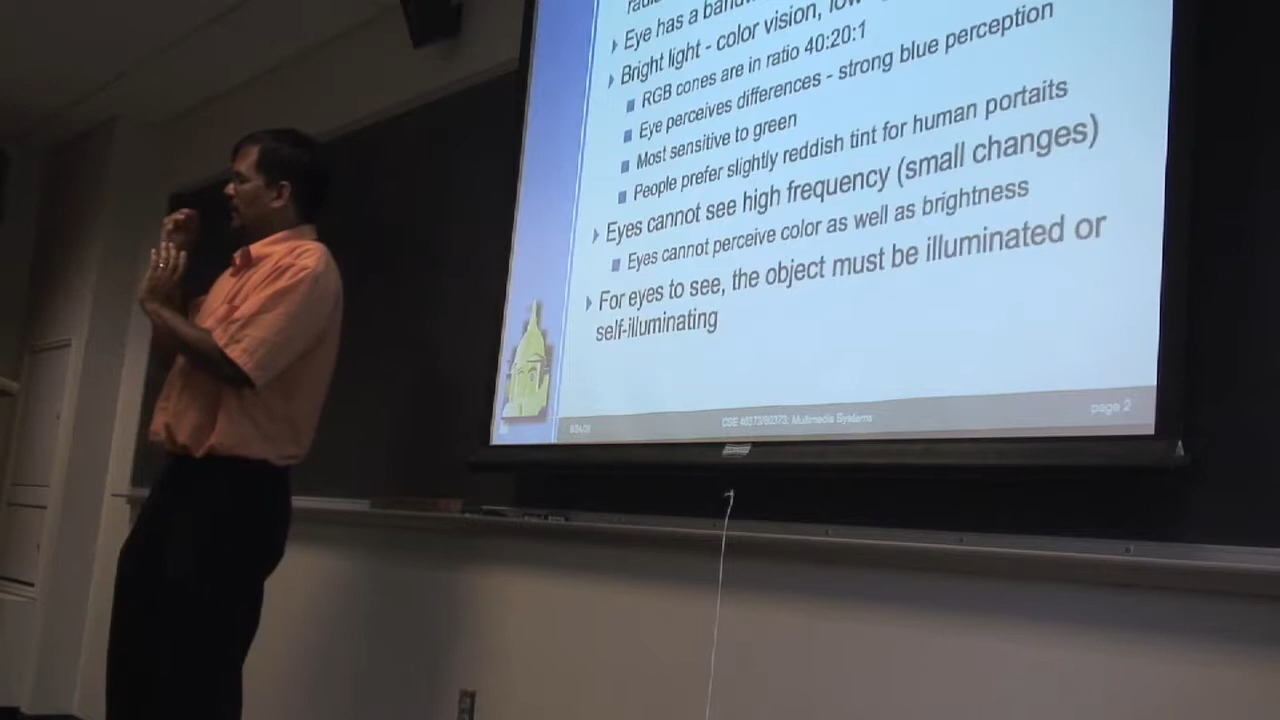 Eye has a
Bright light - color vision,
RGB cones are in ratio 40:20:1
Eye perceives differences - strong blue perception
Most sensitive to green
People prefer slightly reddish tint for human portaits
Eyes cannot see high frequency (small changes)
Eyes cannot perceive color as well as brightness
For eyes to see, the object must be illuminated or
self-illuminating
CSE 40373/60373: Multimedia Systems
page 2